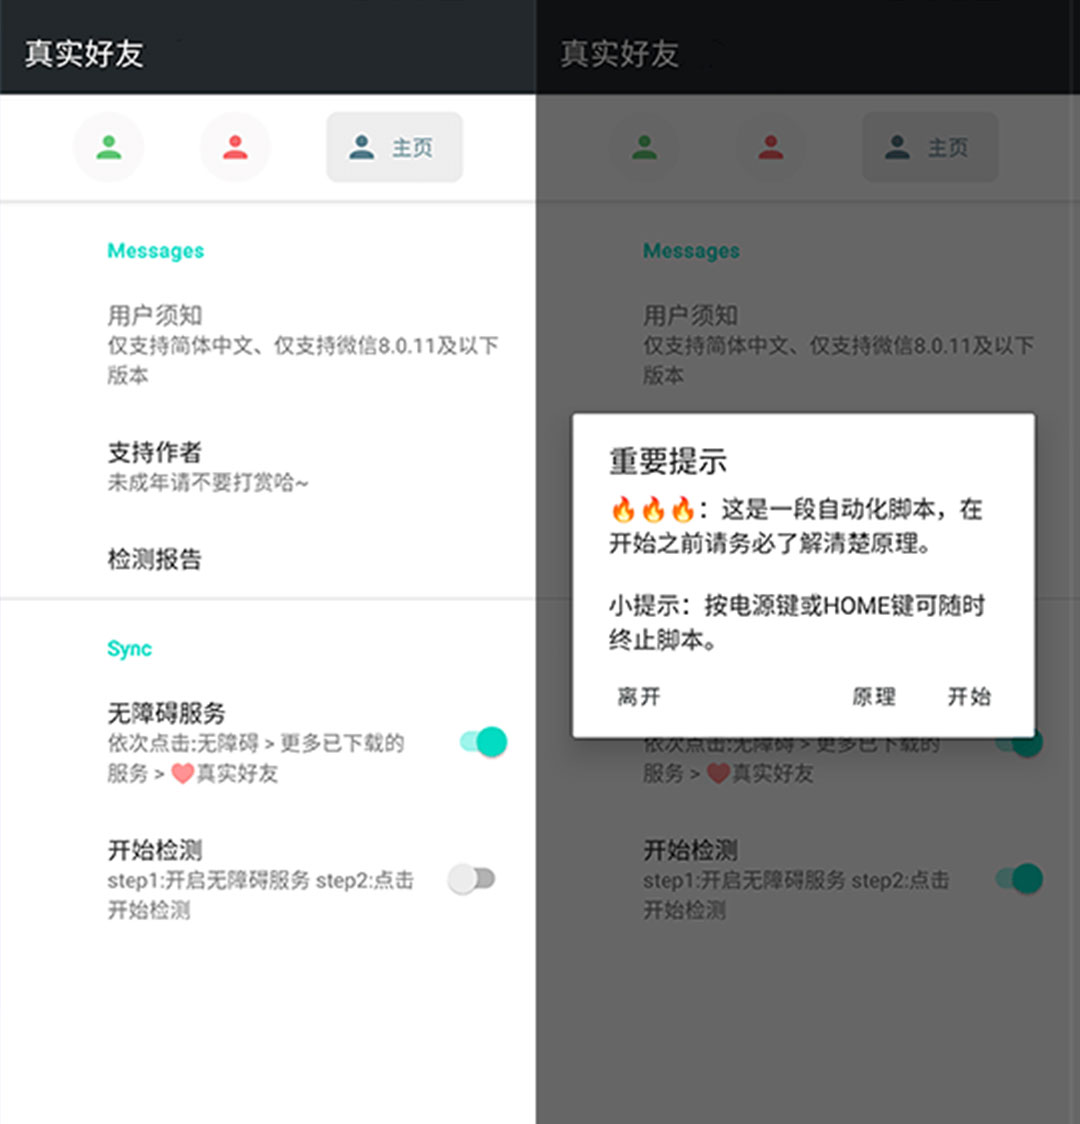 真实好友
主页
Messages
用户须知
仅支持简体中文、仅支持微信8.0.11及以下
版本
支持作者
未成年请不要打赏哈~
检测报告
Sync
无障碍服务
依次点击:无障碍 > 更多已下载的
服务 > ❤️真实好友
开始检测
step1:开启无障碍服务 step2:点击
开始检测
真实好友
主页
Messages
用户须知
仅支持简体中文、仅支持微信8.0.11及以下
版本
重要提示
🔥🔥🔥：这是一段自动化脚本，在
开始之前请务必了解清楚原理。
小提示：按电源键或HOME键可随时
终止脚本。
离开 原理 开始
依次点击:无障碍 > 更多已下载的
服务 > ❤️真实好友
开始检测
step1:开启无障碍服务 step2:点击
开始检测